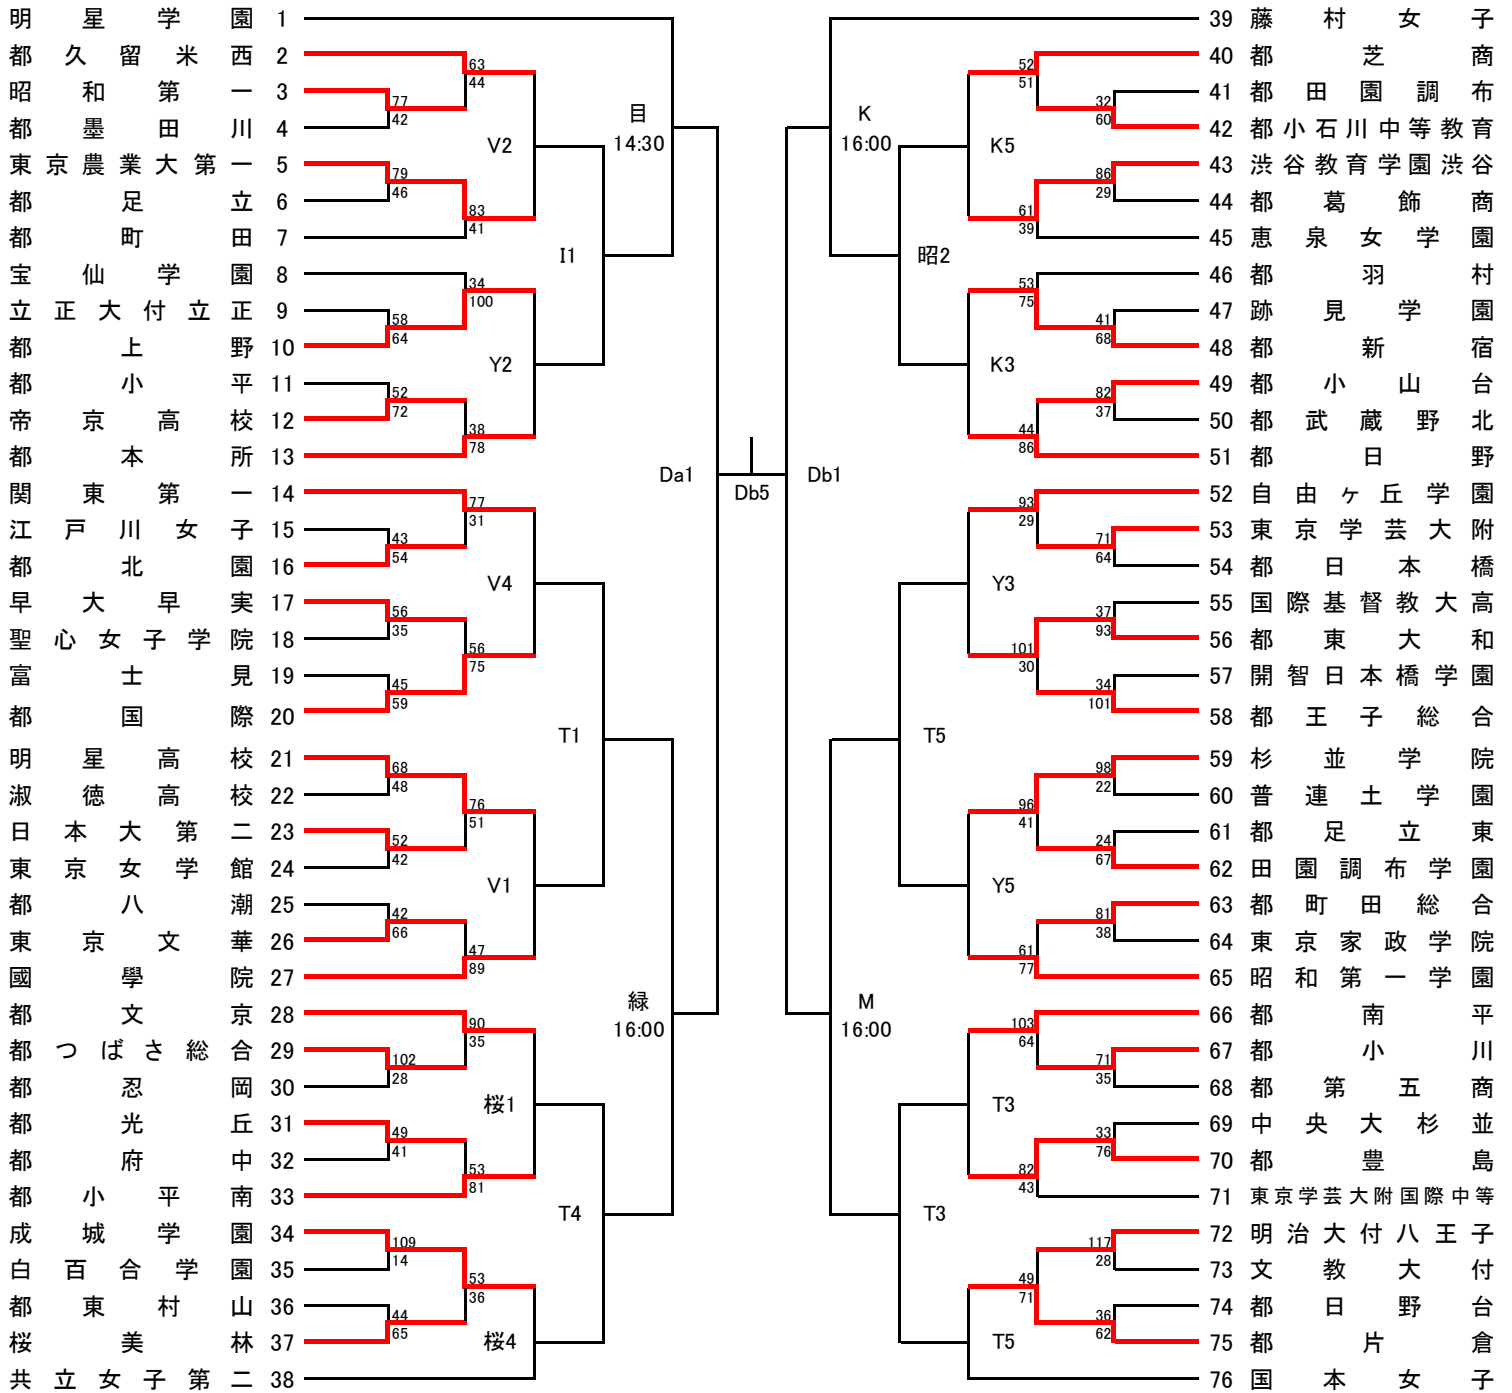 明星学園 1
都久留米西 2
63
44
昭和第一 3
77
42
都墨田川 4
東京農業大第一 5
79
46
都足立 6
83
41
都町田 7
宝仙学園 8
34
100
立正大付立正 9
58
64
都上野 10
都小平 11
52
72
帝京高校 12
38
78
都本所 13
関東第一 14
77
31
江戸川女子 15
43
54
都北園 16
早大早実 17
56
35
聖心女子学院 18
56
75
富士見 19
45
59
都国際 20
明星高校 21
68
48
淑徳高校 22
76
51
日本大第二 23
52
42
東京女学館 24
都八潮 25
42
66
東京文華 26
47
89
國學院 27
都文京 28
90
35
都つばさ総合 29
102
28
都忍岡 30
都光丘 31
49
41
都府中 32
53
81
都小平南 33
成城学園 34
109
14
白百合学園 35
53
36
都東村山 36
44
65
桜美林 37
共立女子第二 38
V2
Y2
V4
V1
桜1
桜4
I1
T1
T4
目
14:30
緑
16:00
Da1
Db5
Db1
K
16:00
M
16:00
昭2
T5
T3
K5
K3
Y3
Y5
T3
T5
39 藤村女子
40 都芝商
52
51
41 都田園調布
32
60
42 都小石川中等教育
43 渋谷教育学園渋谷
86
29
44 都葛飾商
61
39
45 恵泉女学園
46 都羽村
53
75
47 跡見学園
41
68
48 都新宿
49 都小山台
82
37
50 都武蔵野北
44
86
51 都日野
52 自由ヶ丘学園
93
29
53 東京学芸大附
71
64
54 都日本橋
55 国際基督教大高
37
93
56 都東大和
101
30
57 開智日本橋学園
34
101
58 都王子総合
59 杉並学院
98
22
60 普連土学園
96
41
61 都足立東
24
67
62 田園調布学園
63 都町田総合
81
38
64 東京家政学院
61
77
65 昭和第一学園
66 都南平
103
64
67 都小川
71
35
68 都第五商
69 中央大杉並
33
76
70 都豊島
82
43
71 東京学芸大附国際中等
72 明治大付八王子
117
28
73 文教大付
49
71
74 都日野台
36
62
75 都片倉
76 国本女子